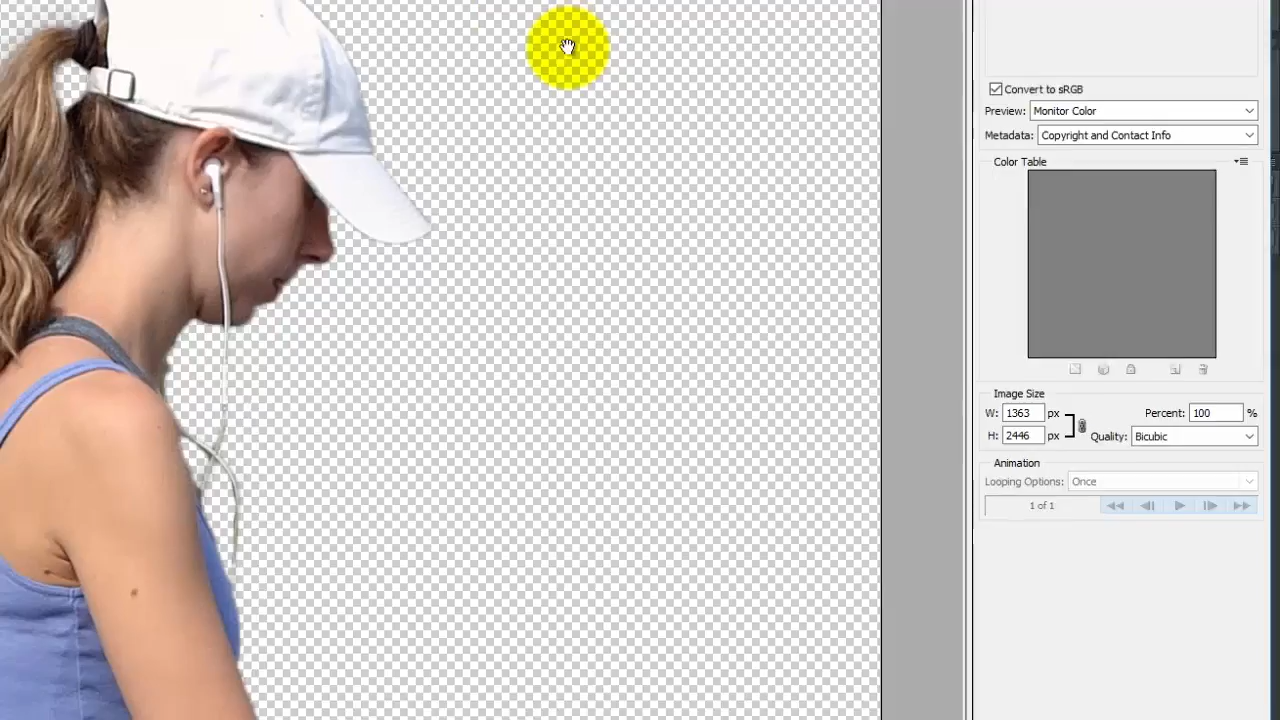 Convert to sRGB
Preview: Monitor Color
Metadata: Copyright and Contact Info
Color Table
Image Size
W: 1363 px Percent: 100 %
H: 2446 px Quality: Bicubic
Animation
Looping Options: Once
1 of 1